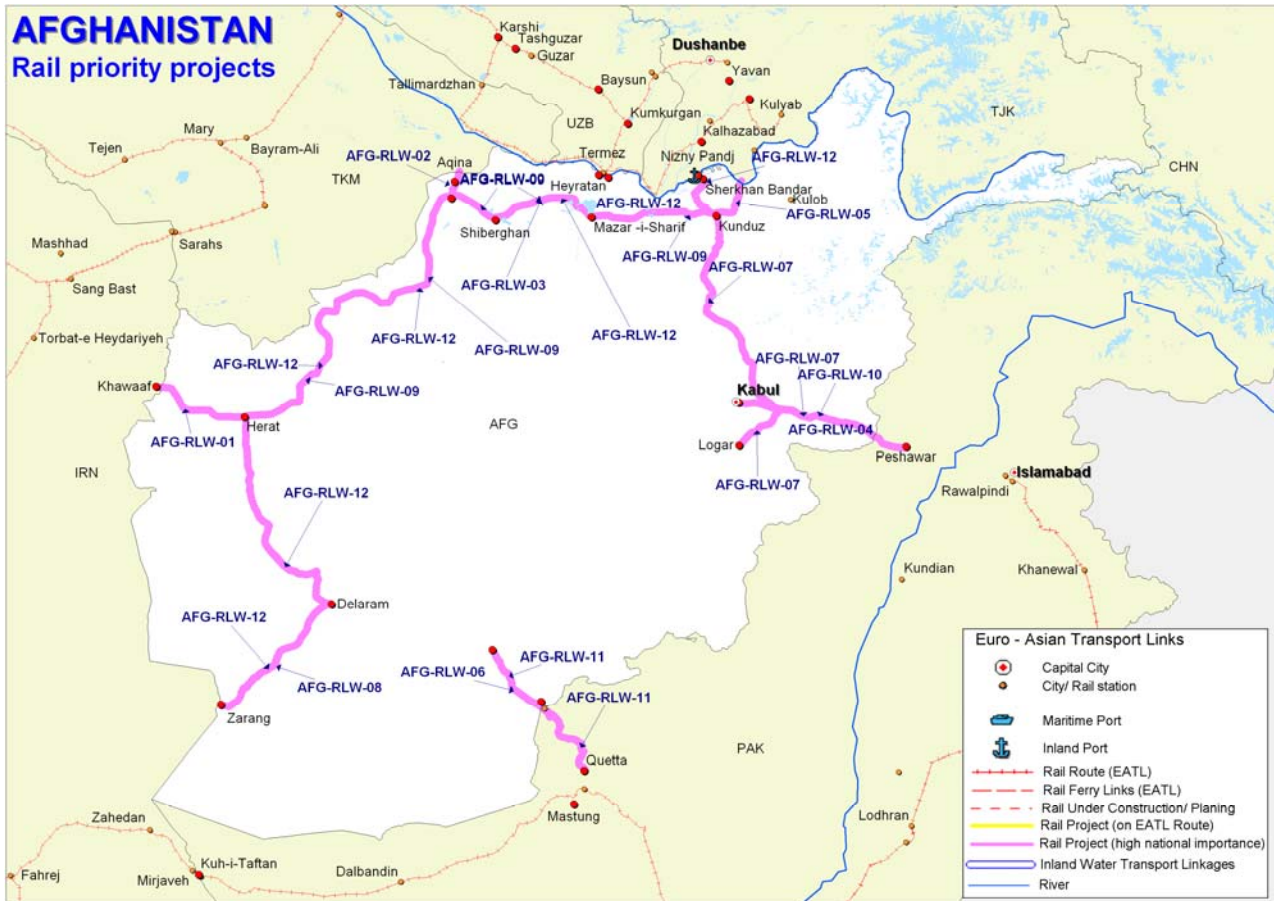 AFGHANISTAN
Rail priority projects
Karshi
Tashguzar
Guzar
Dushanbe
Yavan
Tallimardzhan
Baysun
Kulyab
TJK
Kumkurgan
UZB
Kalhazabad
Mary
Tejen
Bayram-Ali
CHN
AFG-RLW-02
Termez
Nizny Pandj
AFG-RLW-12
TKM
Aqina
Heyratan
Sherkhan Bandar
AFG-RLW-12
Kulob
AFG-RLW-05
Shiberghan
Mazar -i-Sharif
Kunduz
Mashhad
Sarahs
AFG-RLW-09
AFG-RLW-07
Sang Bast
AFG-RLW-03
AFG-RLW-12
AFG-RLW-12
Torbat-e Heydariyeh
AFG-RLW-09
AFG-RLW-12
AFG-RLW-07
Khawaaf
AFG-RLW-09
AFG-RLW-10
Kabul
Herat
AFG
AFG-RLW-04
AFG-RLW-01
Logar
Peshawar
IRN
Islamabad
AFG-RLW-07
Rawalpindi
AFG-RLW-12
Kundian
Khanewal
Delaram
AFG-RLW-12
AFG-RLW-11
AFG-RLW-06
AFG-RLW-08
AFG-RLW-11
Zarang
PAK
Quetta
Mastung
Zahedan
Lodhran
Kuh-i-Taftan
Fahrej
Mirjaveh
Dalbandin
Euro - Asian Transport Links
Capital City
City/ Rail station
Maritime Port
Inland Port
Rail Route (EATL)
Rail Ferry Links (EATL)
Rail Under Construction/ Planing
Rail Project (on EATL Route)
Rail Project (high national importance)
Inland Water Transport Linkages
River